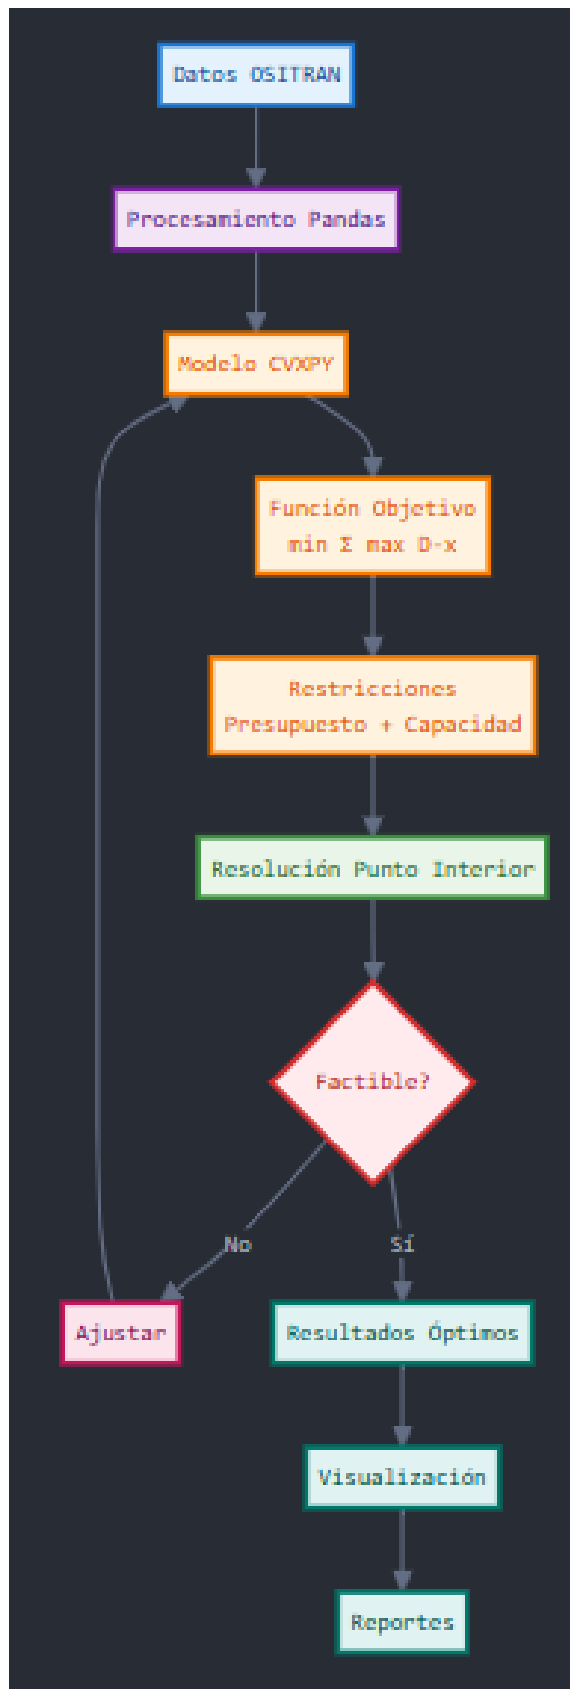 Datos OSITRAN
Procesamiento Pandas
Modelo CVXPY
Función Objetivo
min Σ max D-x
Restricciones
Presupuesto + Capacidad
Resolución Punto Interior
Factible?
No
Sí
Ajustar
Resultados Óptimos
Visualización
Reportes